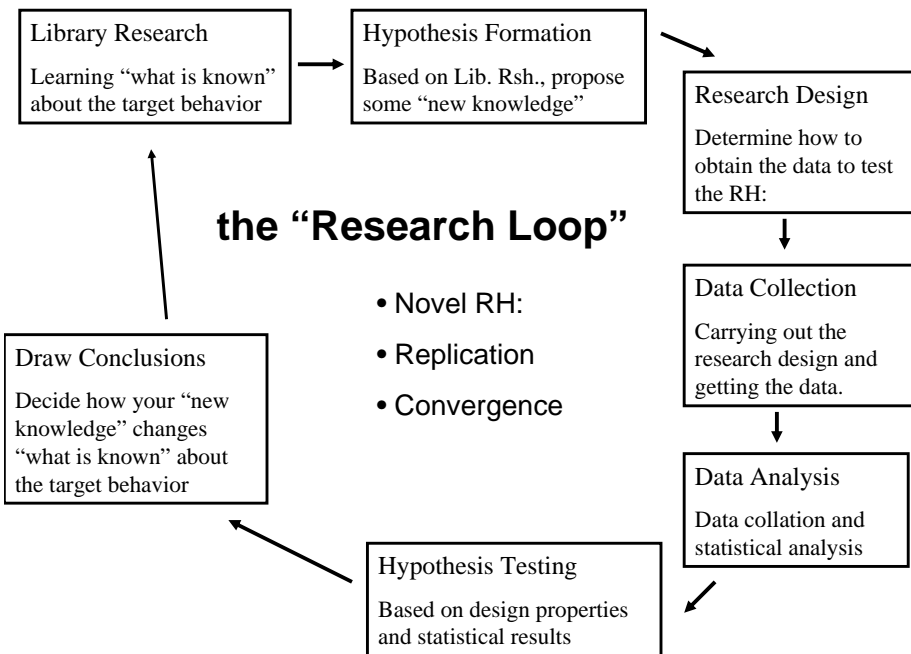 Library Research
Learning “what is known”
about the target behavior
Hypothesis Formation
Based on Lib. Rsh., propose
some “new knowledge”
Research Design
Determine how to
obtain the data to test
the RH:
the “Research Loop”
• Novel RH:
• Replication
• Convergence
Data Collection
Carrying out the
research design and
getting the data.
Draw Conclusions
Decide how your “new
knowledge” changes
“what is known” about
the target behavior
Data Analysis
Data collation and
statistical analysis
Hypothesis Testing
Based on design properties
and statistical results